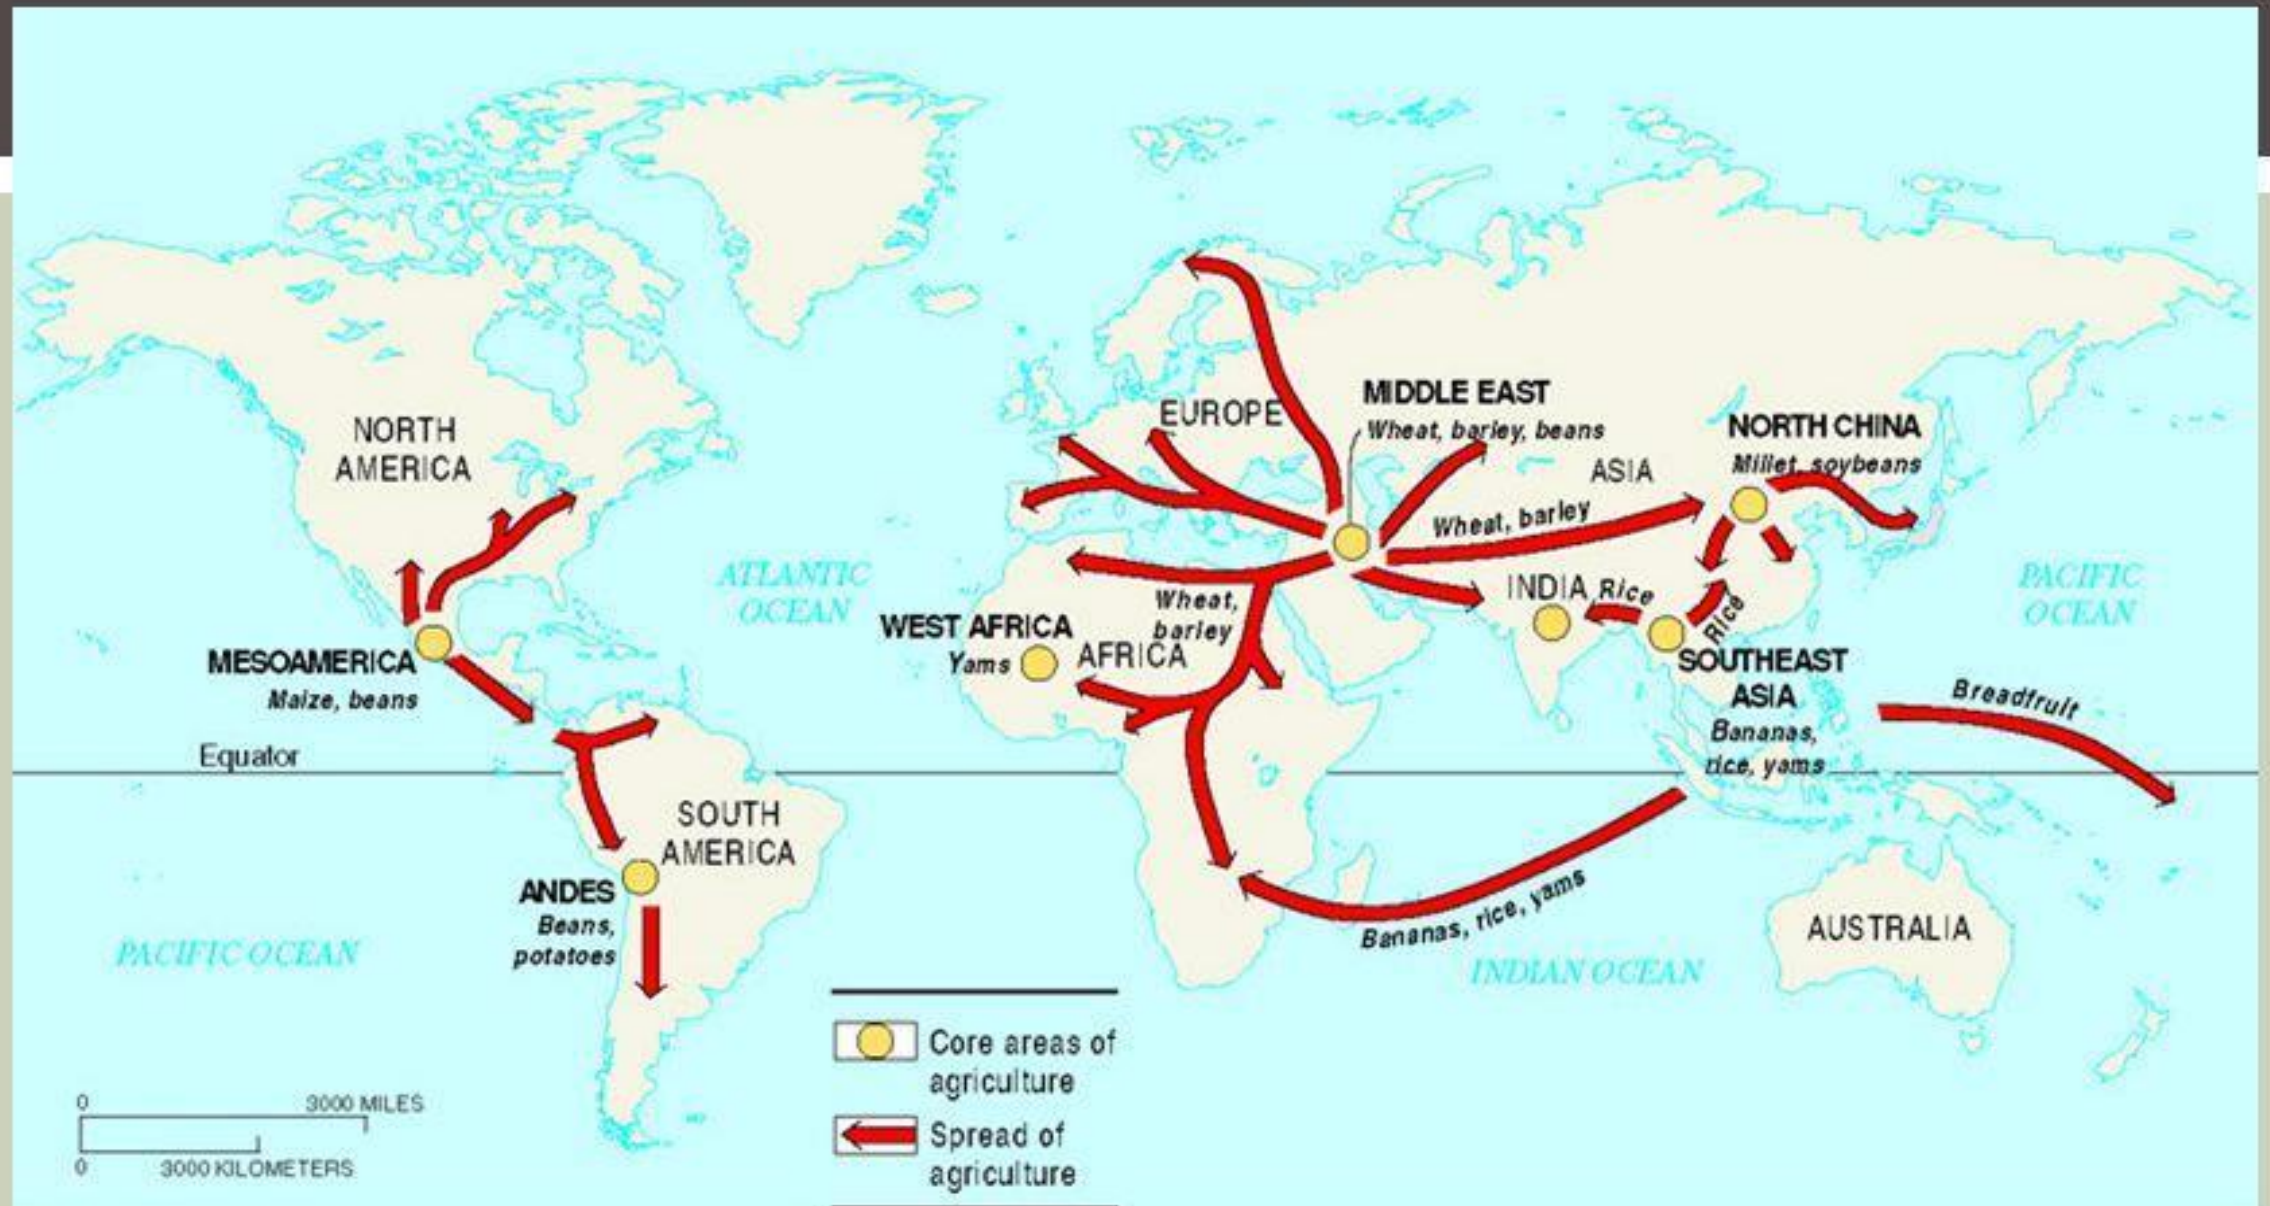 NORTH
AMERICA
EUROPE
MIDDLE EAST
Wheat, barley, beans
ASIA
NORTH CHINA
Millet, soybeans
Wheat, barley
ATLANTIC
OCEAN
INDIA
Rice
Rice
PACIFIC
OCEAN
Wheat,
barley
WEST AFRICA
Yams
AFRICA
MESOAMERICA
Maize, beans
SOUTHEAST
ASIA
Bananas,
rice, yams
Breadfruit
Equator
SOUTH
AMERICA
ANDES
Beans,
potatoes
Bananas, rice, yams
AUSTRALIA
PACIFIC OCEAN
INDIAN OCEAN
Core areas of
agriculture
Spread of
agriculture
0 3000 MILES
0 3000 KILOMETERS